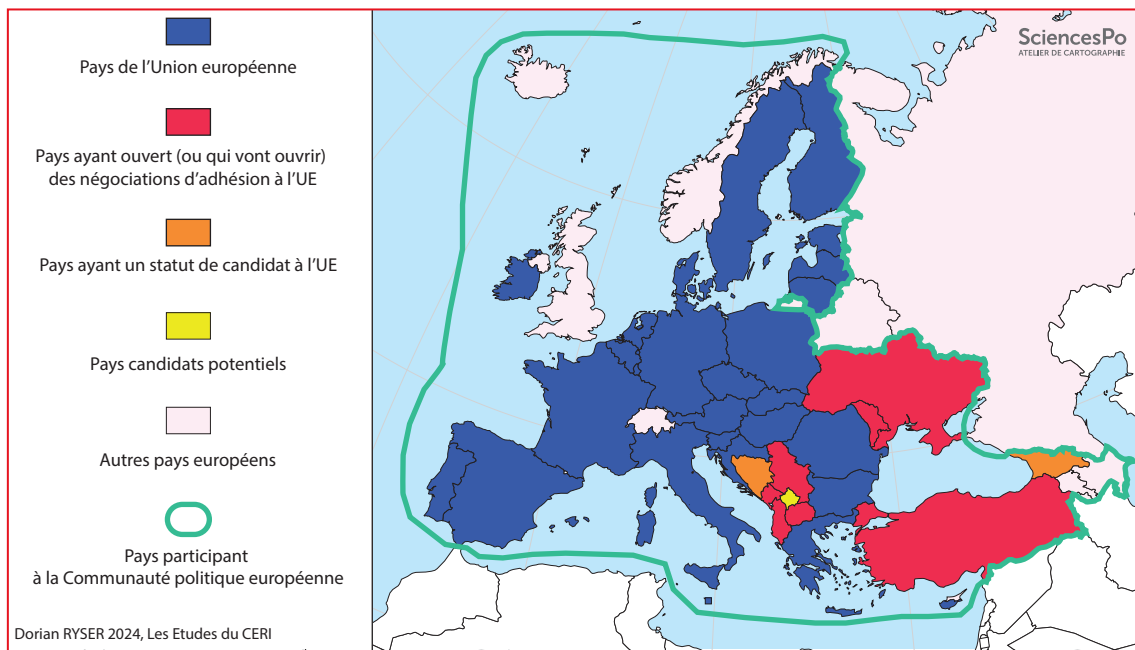 Pays de l’Union européenne
Pays ayant ouvert (ou qui vont ouvrir)
des négociations d’adhésion à l’UE
Pays ayant un statut de candidat à l’UE
Pays candidats potentiels
Autres pays européens
Pays participant
à la Communauté politique européenne
Dorian RYSER 2024, Les Etudes du CERI
SciencesPo
ATELIER DE CARTOGRAPHIE